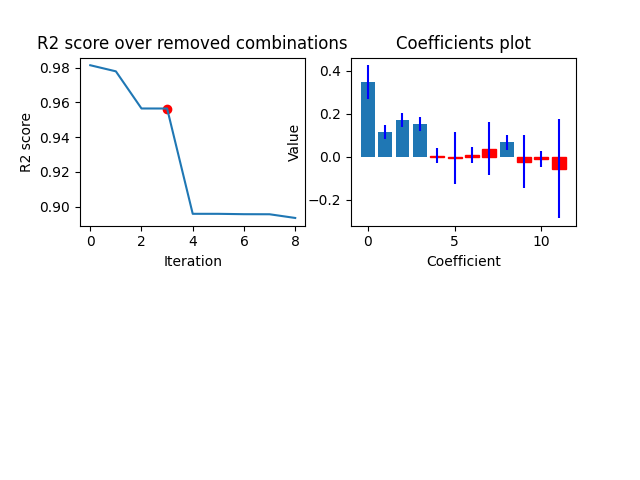 R2 score over removed combinations
R2 score
0.98
0.96
0.94
0.92
0.90
0
2
4
6
8
Iteration
Coefficients plot
Value
0.4
0.2
0.0
−0.2
0
5
10
Coefficient